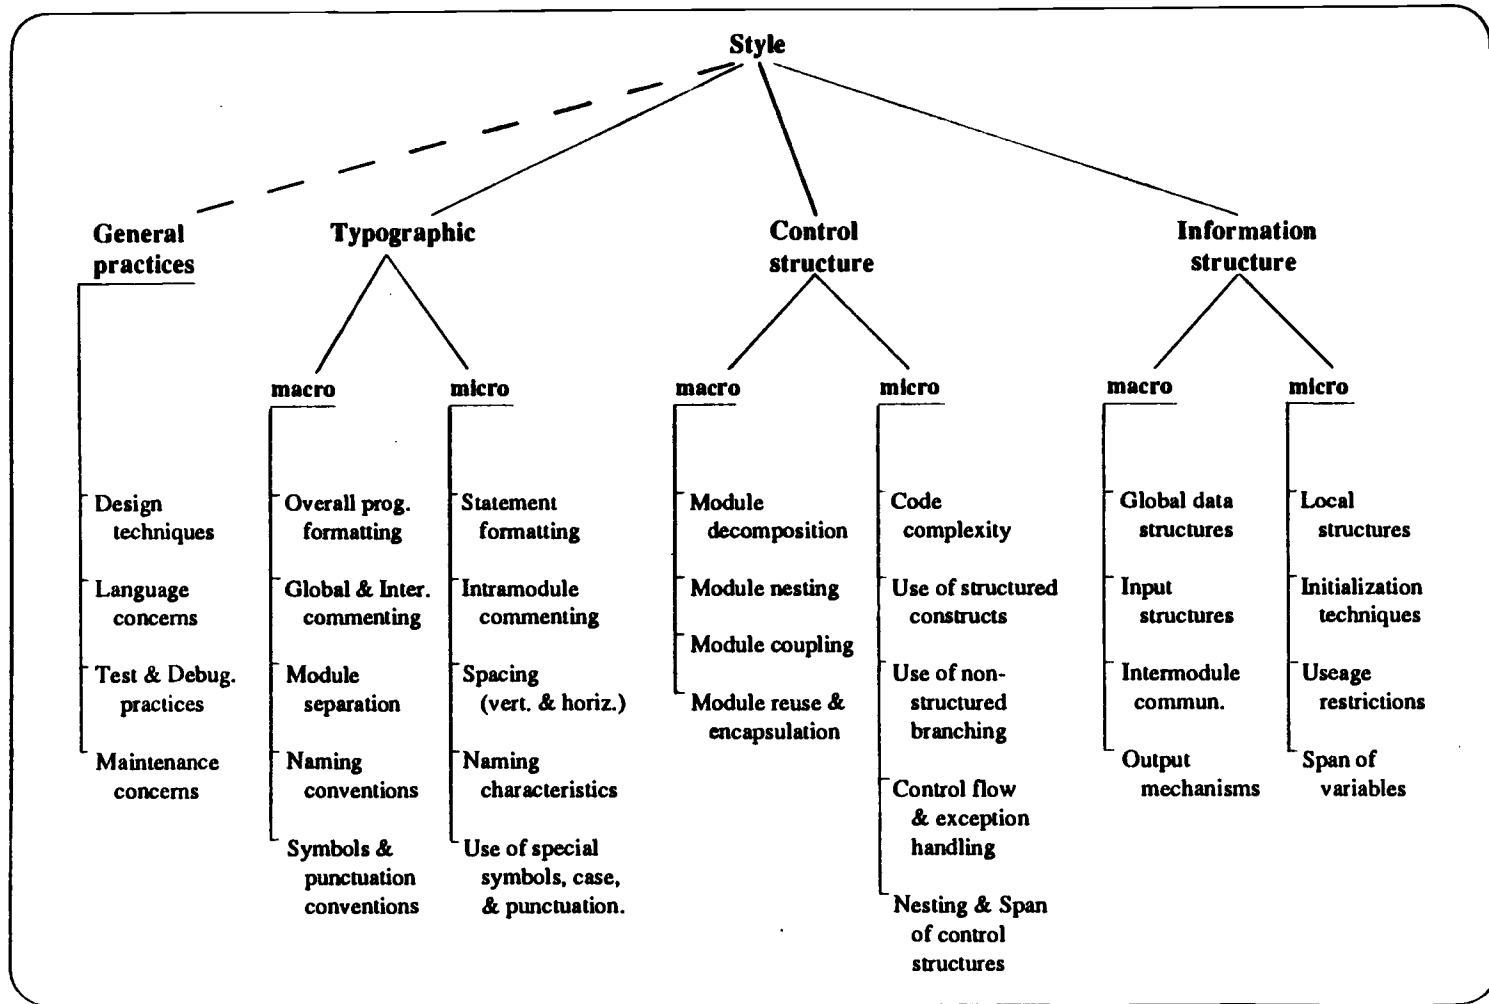 Style
General
practices
Typographic
Control
structure
Information
structure
macro
micro
macro
micro
macro
micro
Design
techniques
Language
concerns
Test & Debug.
practices
Maintenance
concerns
Overall prog.
formatting
Global & Inter.
commenting
Module
separation
Naming
conventions
Symbols &
punctuation
conventions
Statement
formatting
Intramodule
commenting
Spacing
(vert. & horiz.)
Naming
characteristics
Use of special
symbols, case,
& punctuation.
Module
decomposition
Module nesting
Module coupling
Module reuse &
encapsulation
Code
complexity
Use of structured
constructs
Use of non-
structured
branching
Control flow
& exception
handling
Nesting & Span
of control
structures
Global data
structures
Input
structures
Intermodule
commun.
Output
mechanisms
Local
structures
Initialization
techniques
Useage
restrictions
Span of
variables